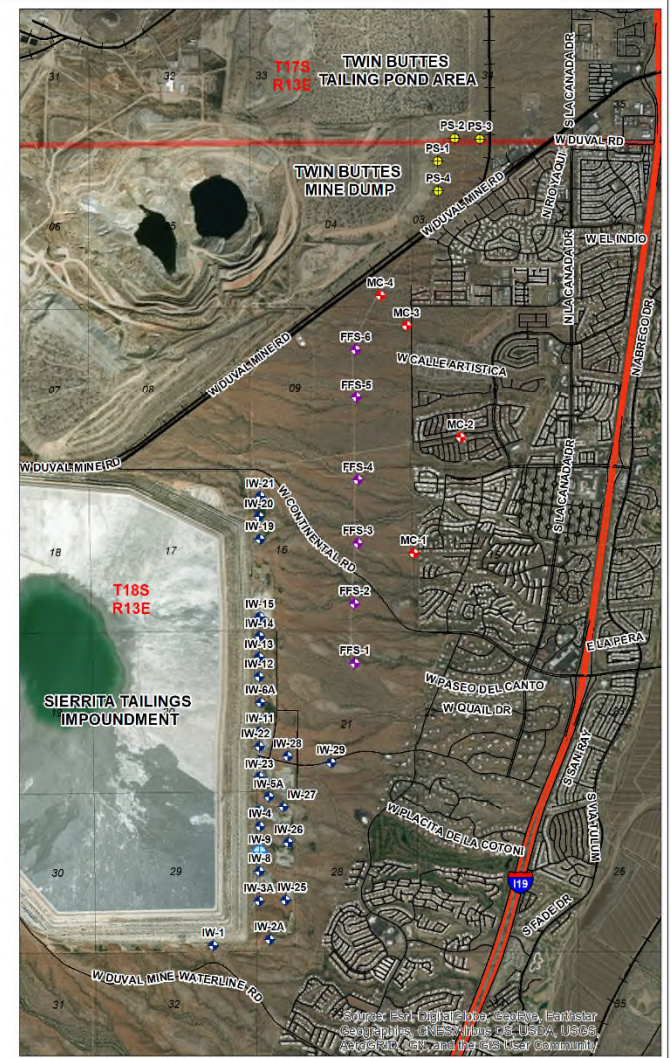 TWIN BUTTES
TAILING POND AREA
T17S
R13E
31
32
33
34
35
1
S LA CANADA DR
PS-2 PS-3
W DUVAL RD
PS-1
TWIN BUTTES
MINE DUMP
PS-4
N RIO YAQUI
W DUVAL MINE RD
06
05
04
03
W EL INDIO
MC-4
N LA CANADA DR
MC-3
N ABREGO DR
FFS-6
W DUVAL MINE RD
W CALLE ARTISTICA
07
08
09
FFS-5
MC-2
W DUVAL MINE RD
FFS-4
S LA CANADA DR
IW-21
IW-20
W CONTINENTAL RD
IW-19
FFS-3
18
17
16
MC-1
T18S
R13E
FFS-2
IW-15
IW-14
IW-13
E LA PERA
IW-12
FFS-1
W PASEO DEL CANTO
IW-6A
SIERRITA TAILINGS
IMPOUNDMENT
W QUAIL DR
IW-11
21
IW-22
IW-28
IW-29
S SAN RAY
IW-23
IW-5A
IW-27
S VIA TULUM
IW-4
W PLACITA DE LA COTONI
IW-26
IW-9
IW-8
30
29
28
26
I19
IW-3A
IW-25
S FADE DR
IW-1
IW-2A
W DUVAL MINE WATERLINE RD
31
32
35
Source: Esri, DigitalGlobe, GeoEye, Earthstar
Geographics, CNES/Airbus DS, USDA, USGS,
AeroGRID, IGN, and the GIS User Community